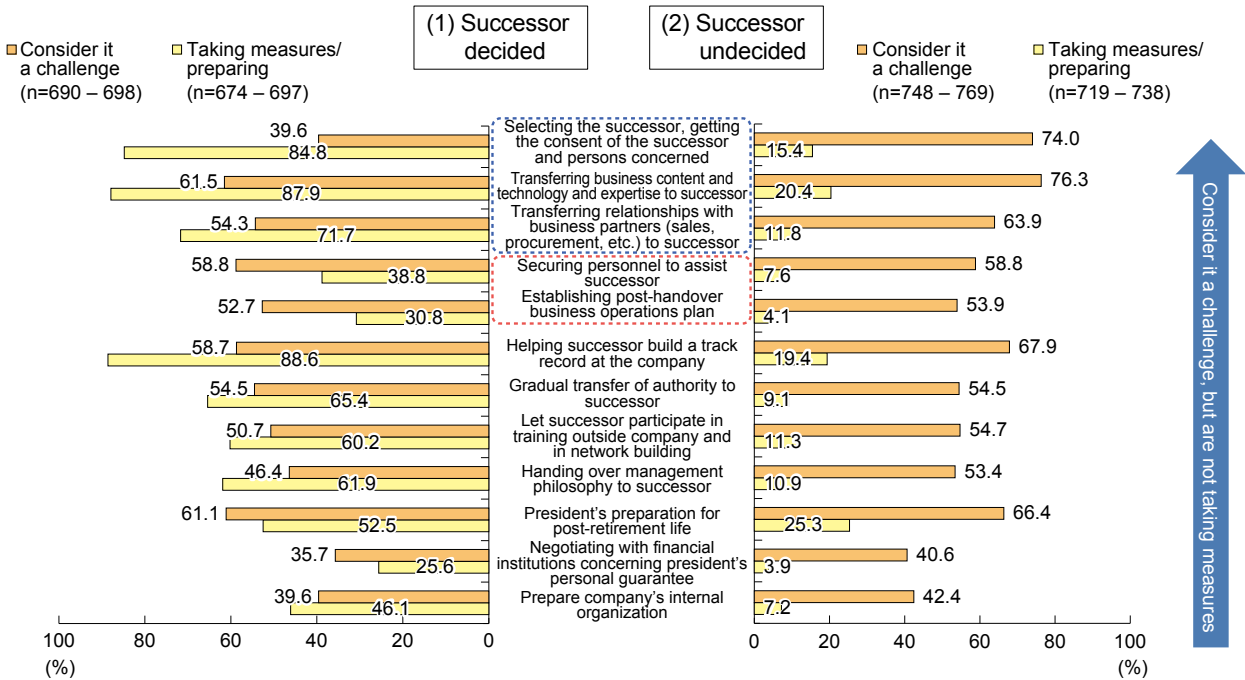 (1) Successor
decided
(2) Successor
undecided
Consider it
a challenge
(n=690 – 698)
Taking measures/
preparing
(n=674 – 697)
Consider it
a challenge
(n=748 – 769)
Taking measures/
preparing
(n=719 – 738)
39.6
84.8
Selecting the successor, getting
the consent of the successor
and persons concerned
74.0
15.4
61.5
87.9
Transferring business content and
technology and expertise to successor
76.3
20.4
54.3
71.7
Transferring relationships with
business partners (sales,
procurement, etc.) to successor
63.9
11.8
58.8
38.8
Securing personnel to assist
successor
58.8
7.6
52.7
30.8
Establishing post-handover
business operations plan
53.9
4.1
58.7
88.6
Helping successor build a track
record at the company
67.9
19.4
54.5
65.4
Gradual transfer of authority to
successor
54.5
9.1
50.7
60.2
Let successor participate in
training outside company and
in network building
54.7
11.3
46.4
61.9
Handing over management
philosophy to successor
53.4
10.9
61.1
52.5
President's preparation for
post-retirement life
66.4
25.3
35.7
25.6
Negotiating with financial
institutions concerning president's
personal guarantee
40.6
3.9
39.6
46.1
Prepare company's internal
organization
42.4
7.2
100 80 60 40 20 0
(%)
0 20 40 60 80 100
(%)
Consider it a challenge, but are not taking measures